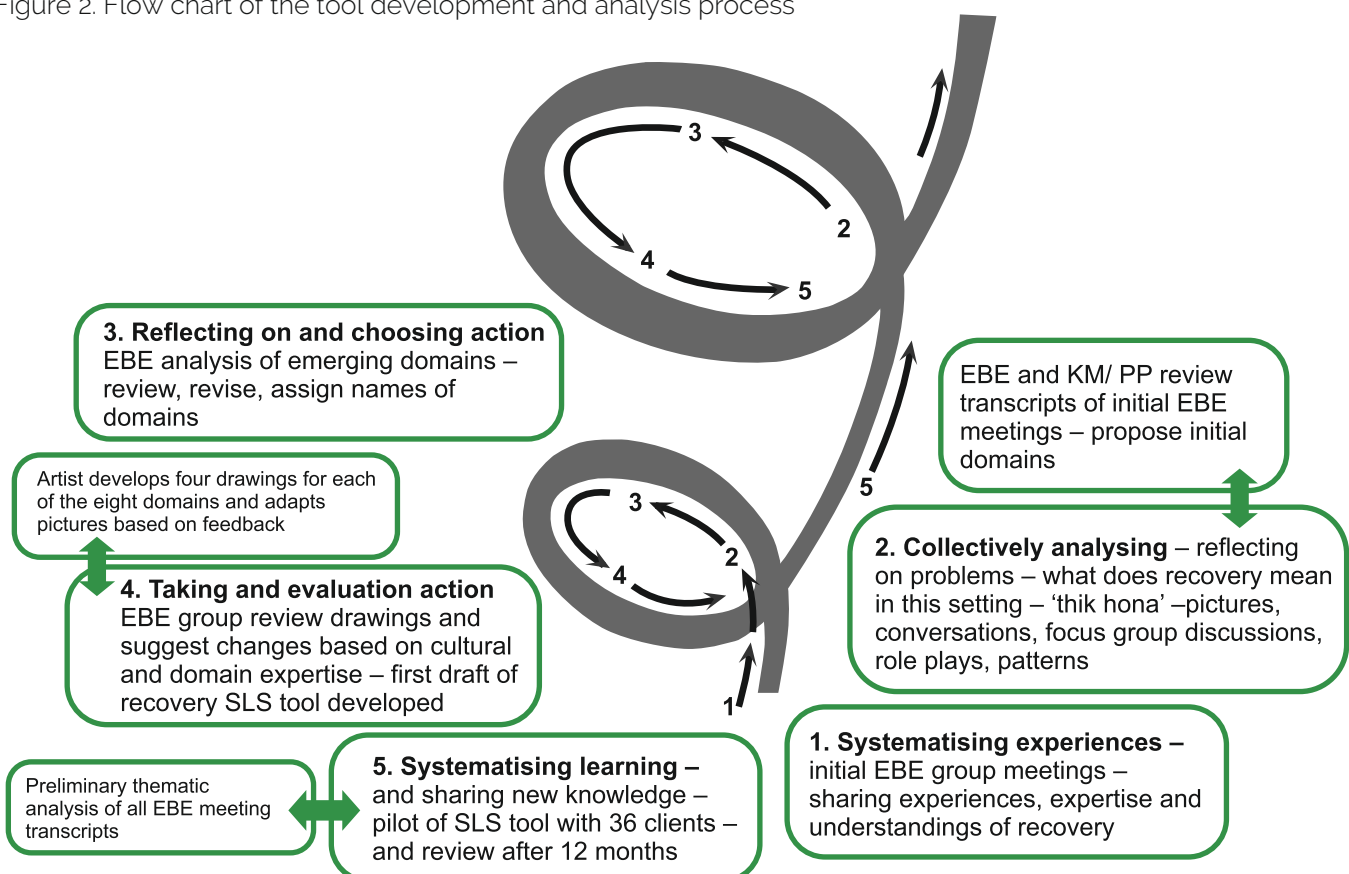 Figure 2. Flow chart of the tool development and analysis process
3
2
4
5
3. Reflecting on and choosing action
EBE analysis of emerging domains –
review, revise, assign names of
domains
EBE and KM/ PP review
transcripts of initial EBE
meetings – propose initial
domains
Artist develops four drawings for each
of the eight domains and adapts
pictures based on feedback
5
3
2
4
1
2. Collectively analysing – reflecting
on problems – what does recovery mean
in this setting – ‘thik hona’ –pictures,
conversations, focus group discussions,
role plays, patterns
4. Taking and evaluation action
EBE group review drawings and
suggest changes based on cultural
and domain expertise – first draft of
recovery SLS tool developed
1. Systematising experiences –
initial EBE group meetings –
sharing experiences, expertise and
understandings of recovery
5. Systematising learning –
and sharing new knowledge –
pilot of SLS tool with 36 clients –
and review after 12 months
Preliminary thematic
analysis of all EBE meeting
transcripts